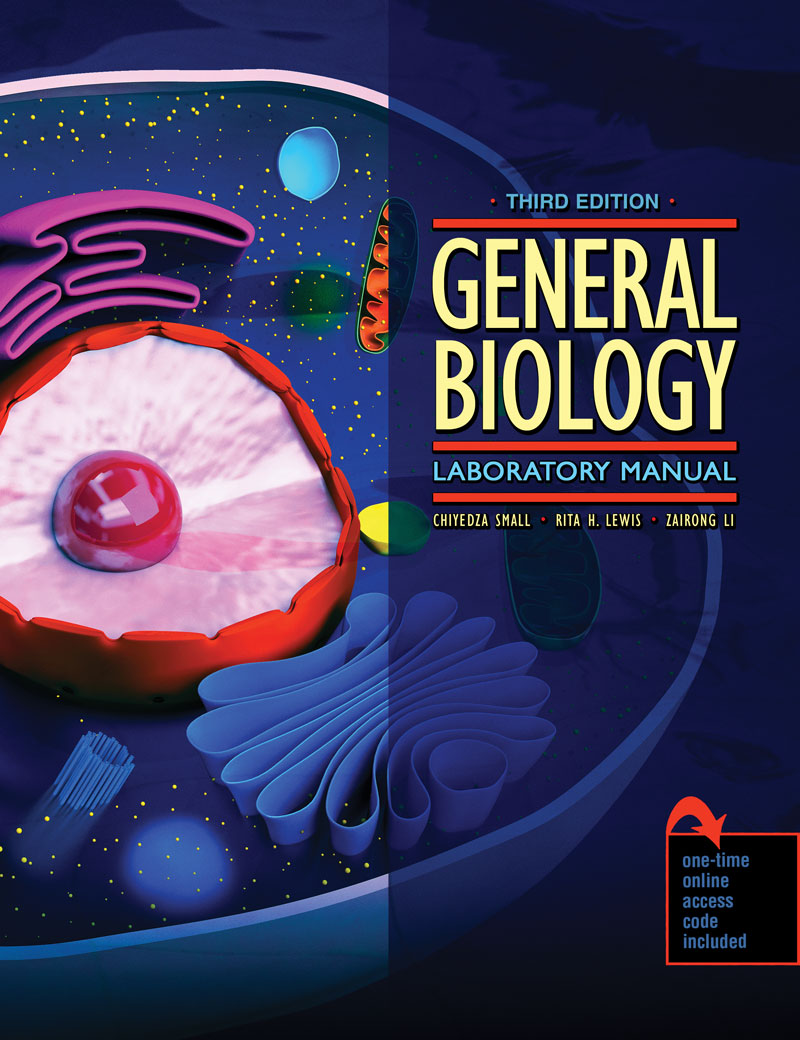 • THIRD EDITION •
GENERAL
BIOLOGY
LABORATORY MANUAL
CHIYEDZA SMALL • RITA H. LEWIS • ZAIRONG LI
one-time
online
access
code
included